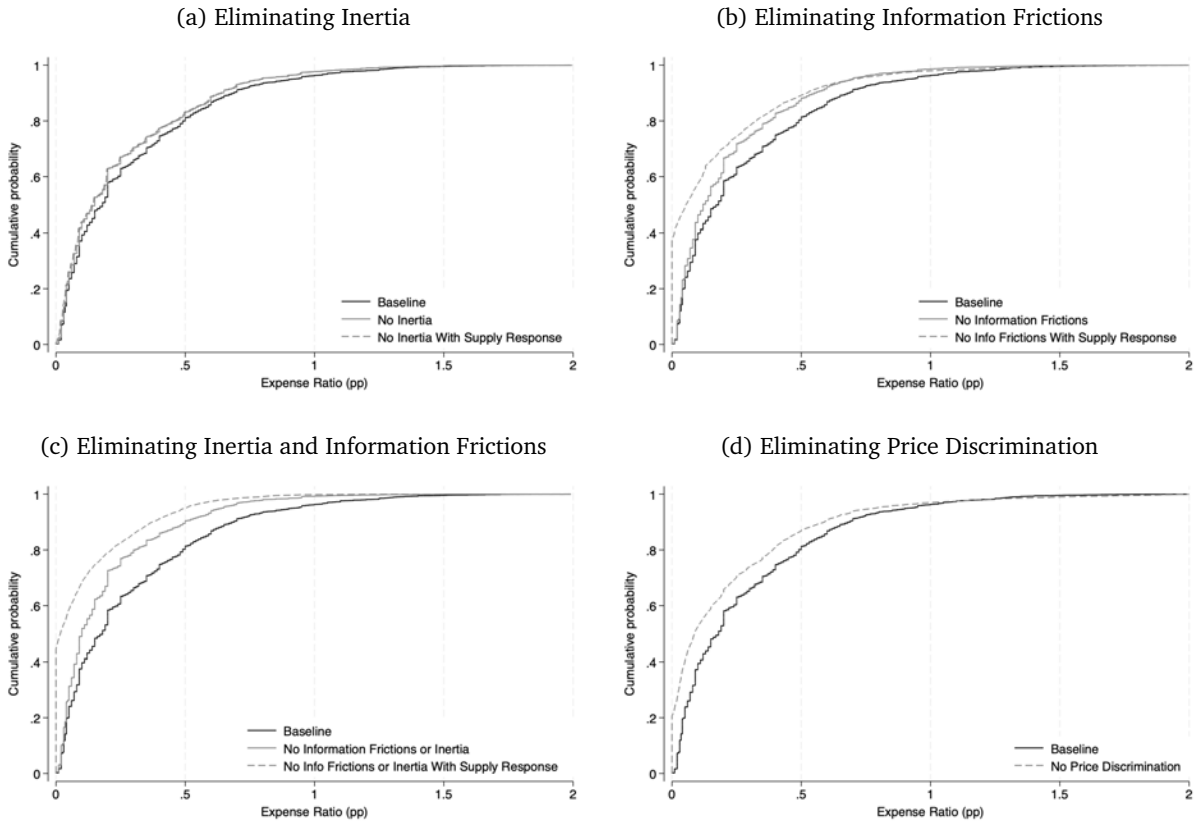 (a) Eliminating Inertia
1
.8
.6
.4
.2
0
Cumulative probability
Baseline
No Inertia
No Inertia With Supply Response
0 .5 1 1.5 2
Expense Ratio (pp)
(b) Eliminating Information Frictions
1
.8
.6
.4
.2
0
Cumulative probability
Baseline
No Information Frictions
No Info Frictions With Supply Response
0 .5 1 1.5 2
Expense Ratio (pp)
(c) Eliminating Inertia and Information Frictions
1
.8
.6
.4
.2
0
Cumulative probability
Baseline
No Information Frictions or Inertia
No Info Frictions or Inertia With Supply Response
0 .5 1 1.5 2
Expense Ratio (pp)
(d) Eliminating Price Discrimination
1
.8
.6
.4
.2
0
Cumulative probability
Baseline
No Price Discrimination
0 .5 1 1.5 2
Expense Ratio (pp)